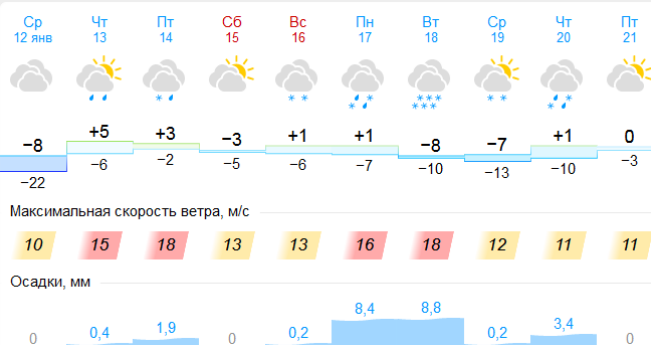 Ср Чт Пт Сб Вс Пн Вт Ср Чт Пт
12 янв 13 14 15 16 17 18 19 20 21
−8 +5 +3 −3 +1 +1 −8 −7 +1 0
−22 −6 −2 −5 −6 −7 −10 −13 −10 −3
Максимальная скорость ветра, м/с
10 15 18 13 13 16 18 12 11 11
Осадки, мм
0 0,4 1,9 0 0,2 8,4 8,8 0,2 3,4 0